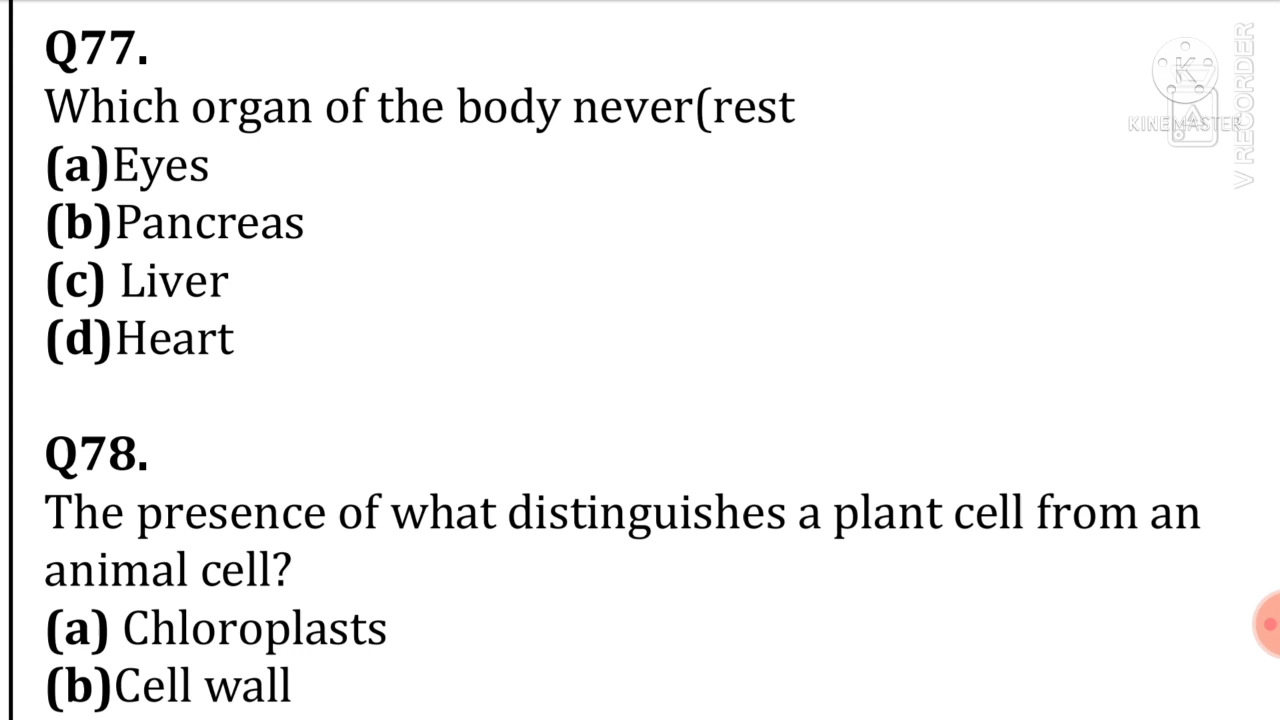 Q77.
Which organ of the body never(rest
(a)Eyes
(b)Pancreas
(c) Liver
(d)Heart
Q78.
The presence of what distinguishes a plant cell from an
animal cell?
(a) Chloroplasts
(b)Cell wall
K
KINEMASTER
V RECORDER